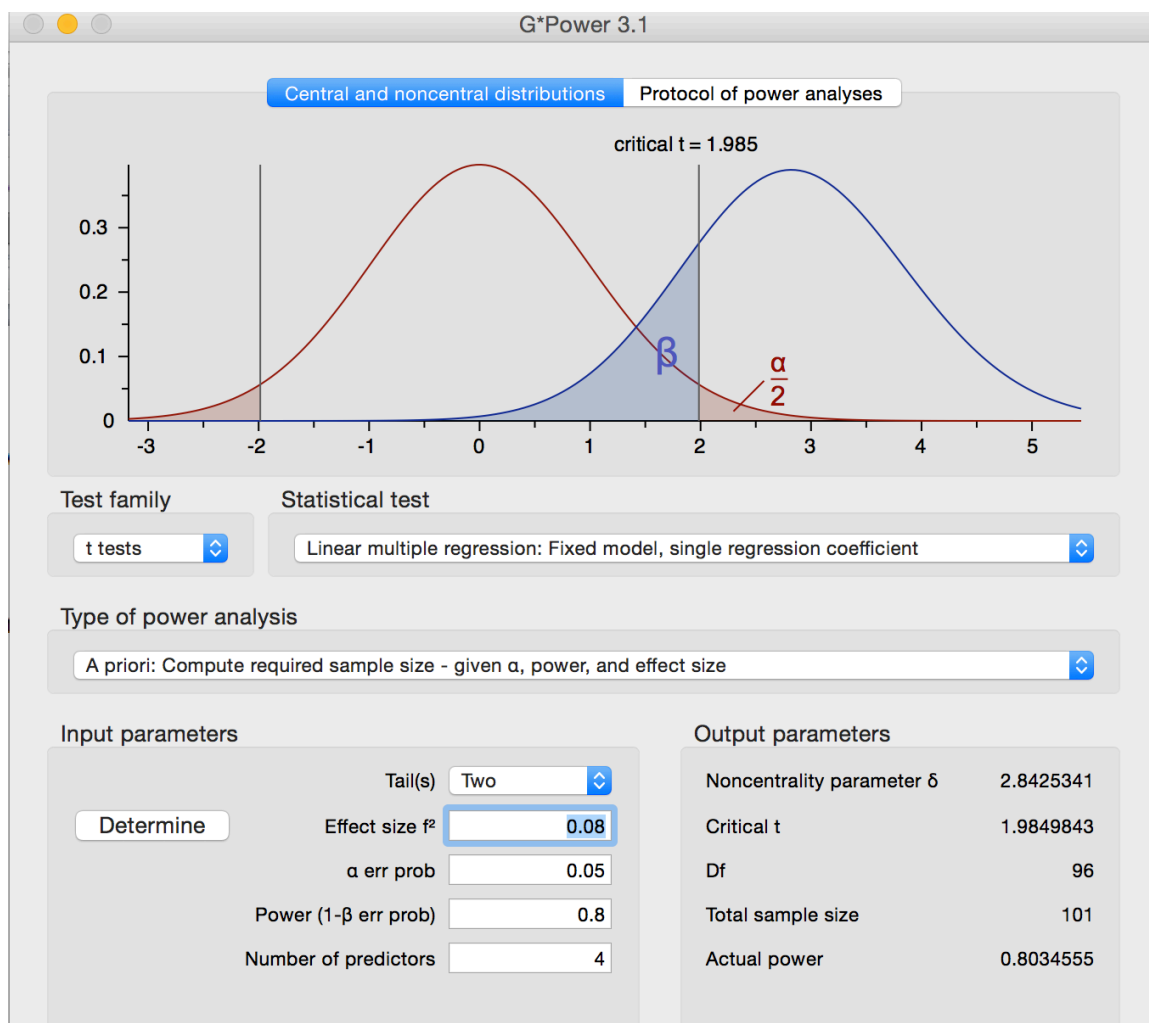 G*Power 3.1
Central and noncentral distributions Protocol of power analyses
critical t = 1.985
0.3
0.2
0.1
0
β
α
2
-3 -2 -1 0 1 2 3 4 5
Test family Statistical test
t tests Linear multiple regression: Fixed model, single regression coefficient
Type of power analysis
A priori: Compute required sample size - given α, power, and effect size
Input parameters Output parameters
Tail(s) Two Noncentrality parameter δ 2.8425341
Determine Effect size f² 0.08 Critical t 1.9849843
α err prob 0.05 Df 96
Power (1-β err prob) 0.8 Total sample size 101
Number of predictors 4 Actual power 0.8034555